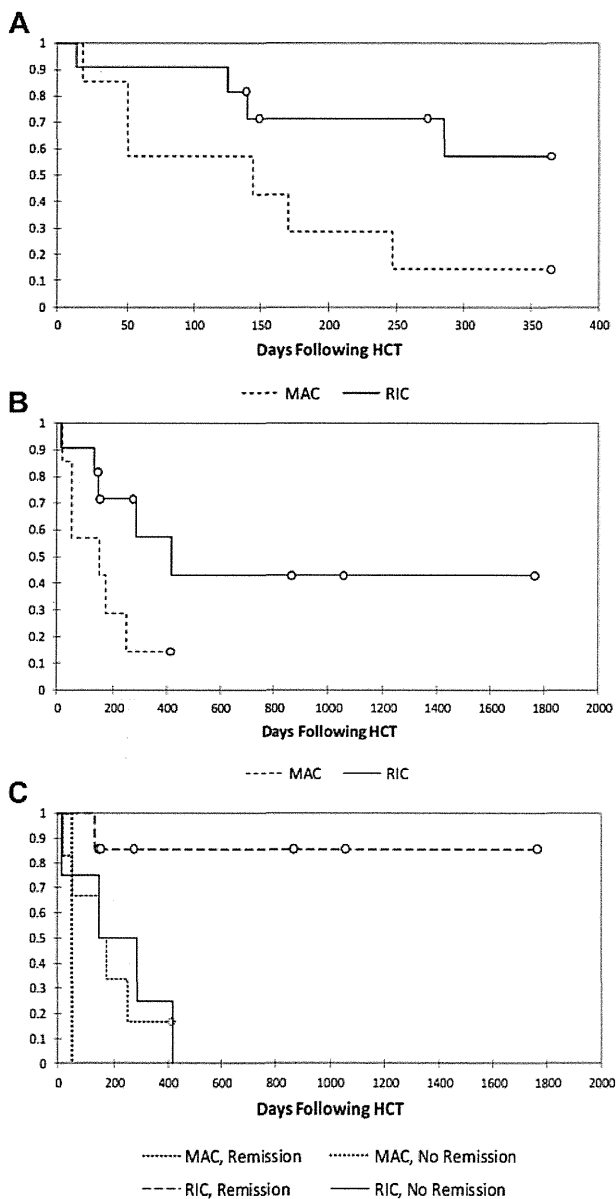 A
1
0.9
0.8
0.7
0.6
0.5
0.4
0.3
0.2
0.1
0
0 50 100 150 200 250 300 350 400
Days Following HCT
MAC RIC
B
1
0.9
0.8
0.7
0.6
0.5
0.4
0.3
0.2
0.1
0
0 200 400 600 800 1000 1200 1400 1600 1800 2000
Days Following HCT
MAC RIC
C
1
0.9
0.8
0.7
0.6
0.5
0.4
0.3
0.2
0.1
0
0 200 400 600 800 1000 1200 1400 1600 1800 2000
Days Following HCT
MAC, Remission MAC, No Remission
RIC, Remission RIC, No Remission